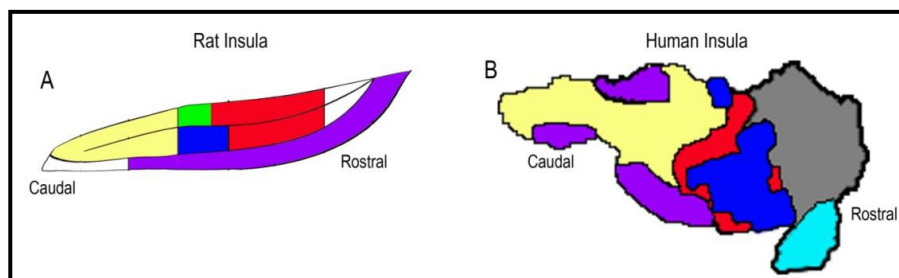 Rat Insula
Human Insula
A
B
Rostral
Caudal
Caudal
Rostral